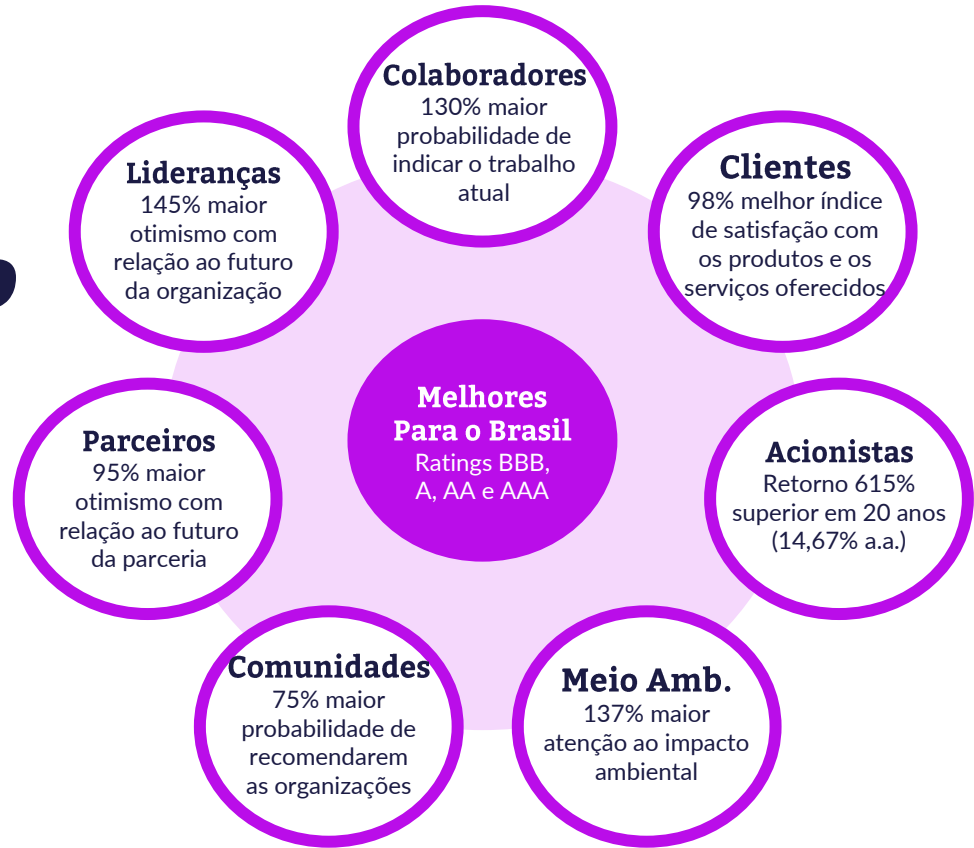 Colaboradores
130% maior
probabilidade de
indicar o trabalho
atual
Clientes
98% melhor índice
de satisfação com
os produtos e os
serviços oferecidos
Acionistas
Retorno 615%
superior em 20 anos
(14,67% a.a.)
Meio Amb.
137% maior
atenção ao impacto
ambiental
Comunidades
75% maior
probabilidade de
recomendarem
as organizações
Parceiros
95% maior
otimismo com
relação ao futuro
da parceria
Lideranças
145% maior
otimismo com
relação ao futuro
da organização
Melhores
Para o Brasil
Ratings BBB,
A, AA e AAA